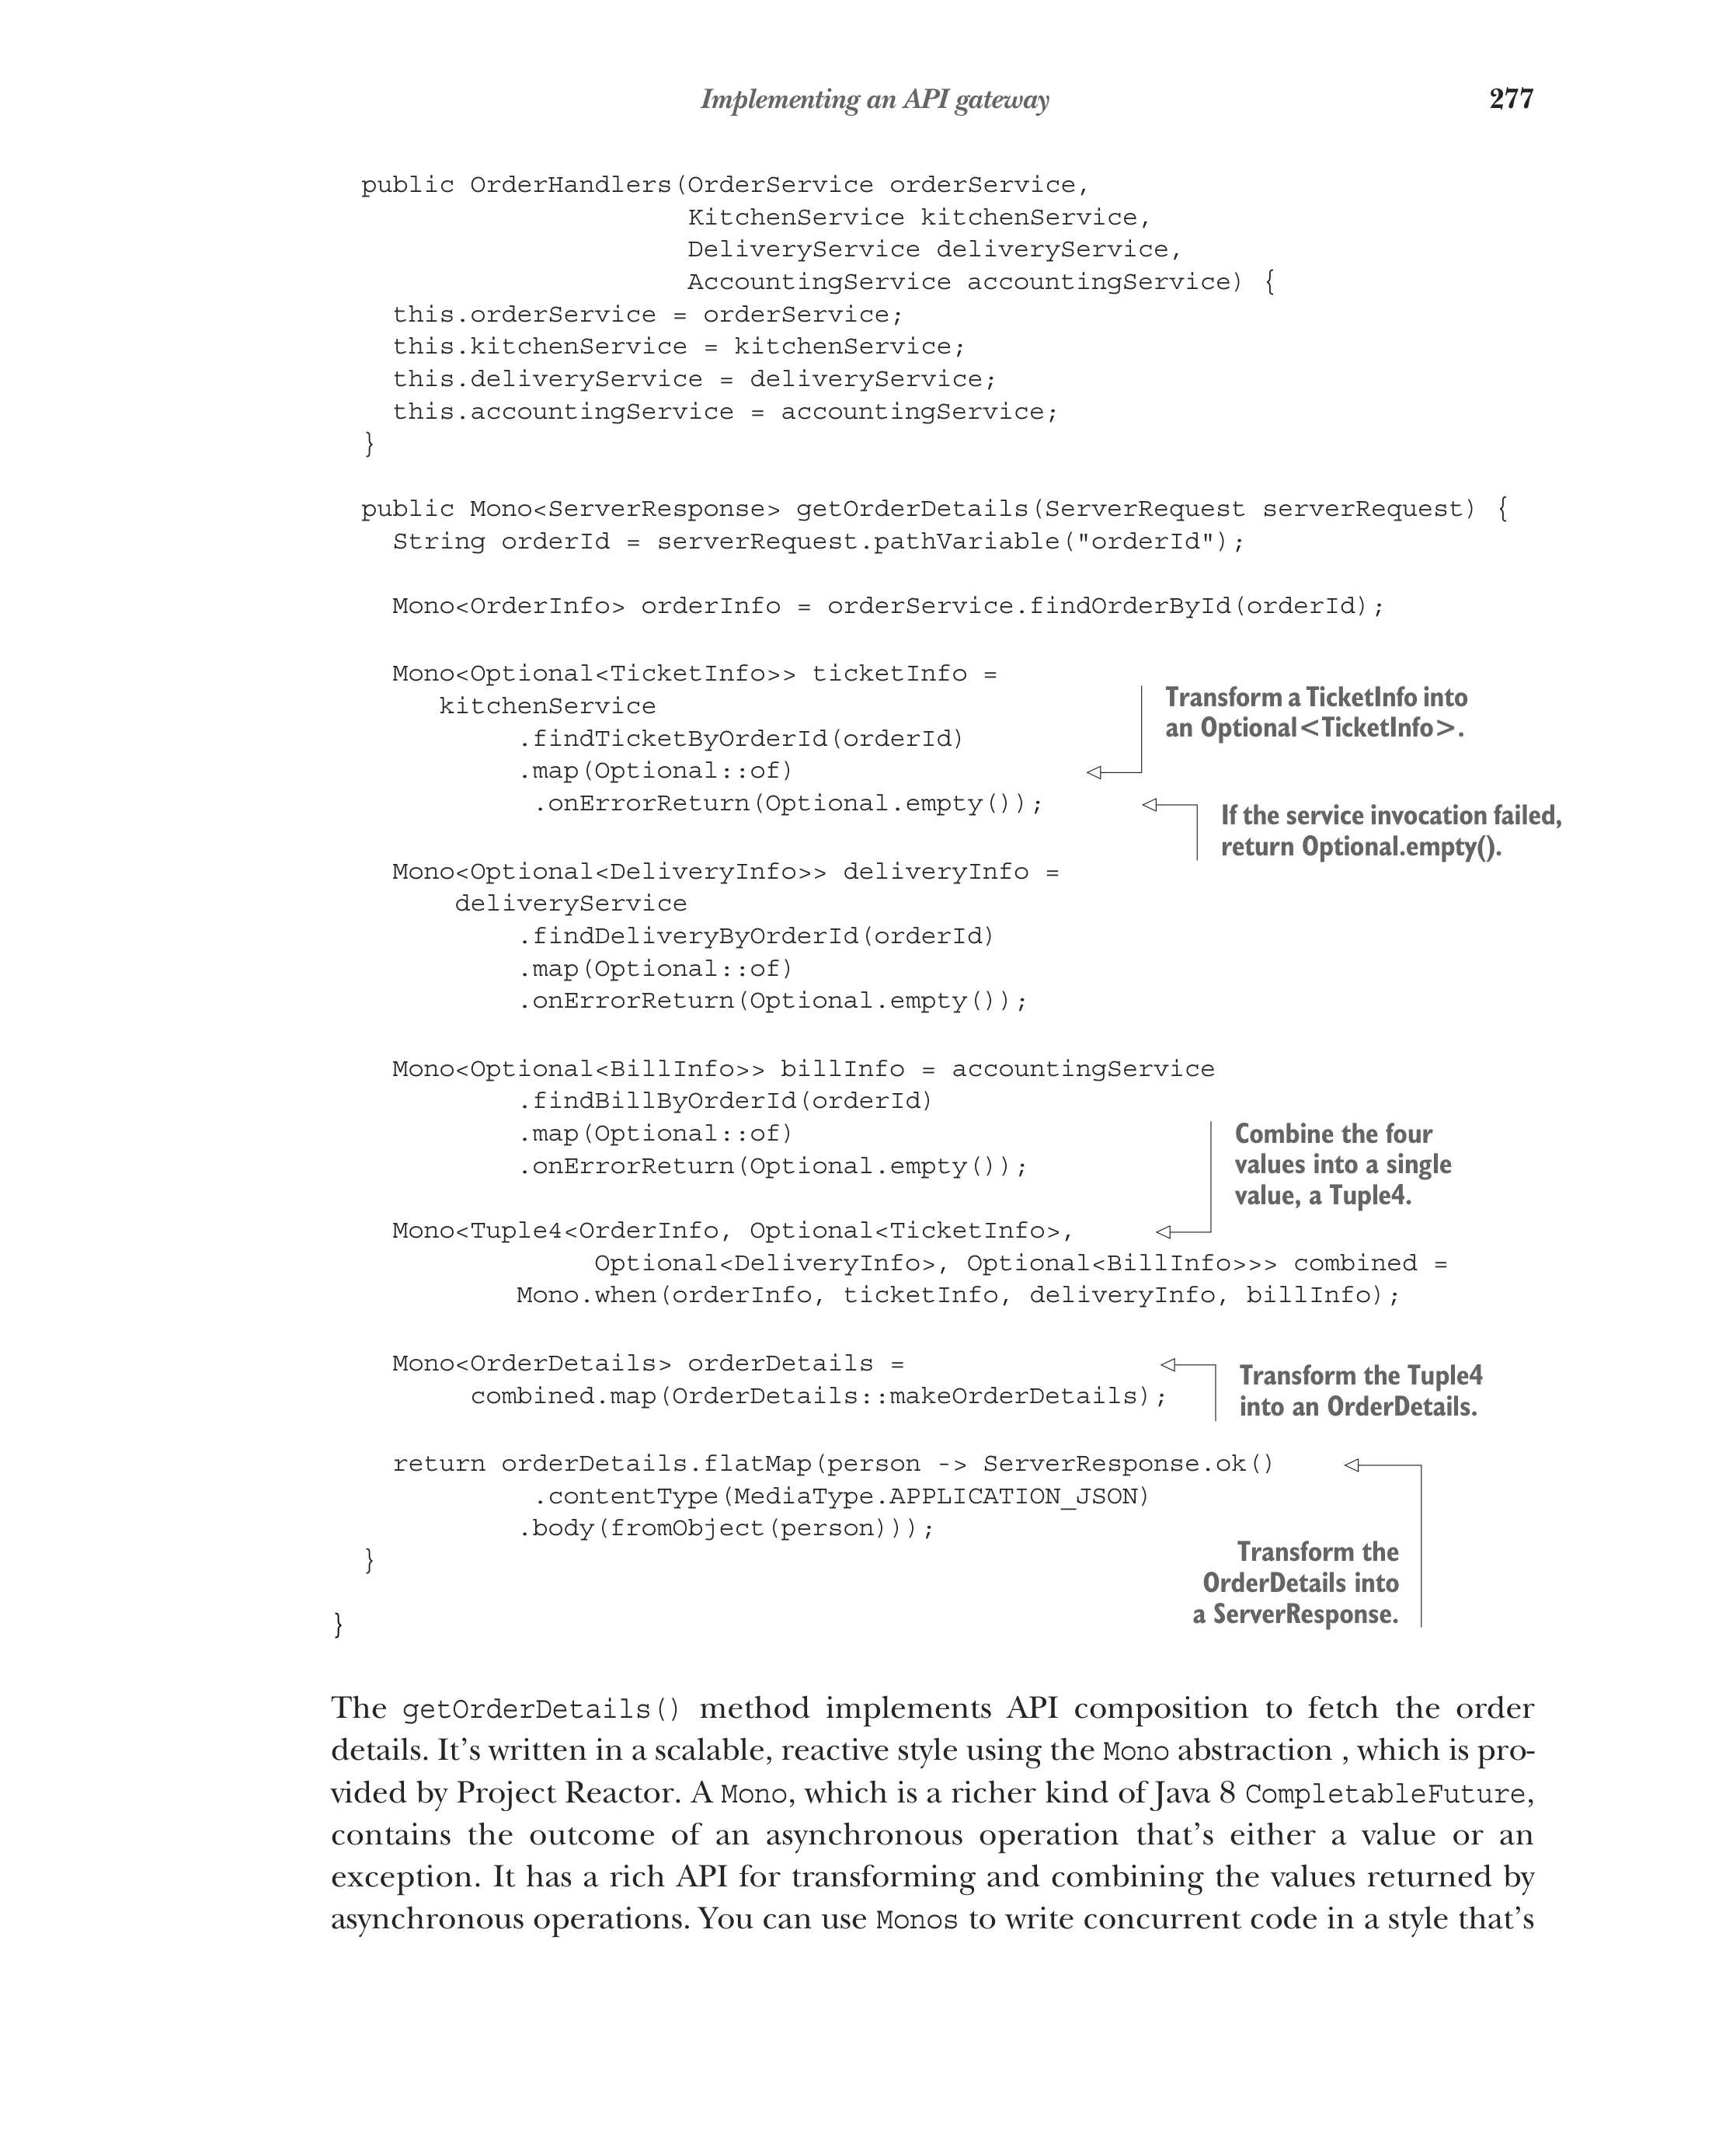 Implementing an API gateway 277
public OrderHandlers(OrderService orderService,
KitchenService kitchenService,
DeliveryService deliveryService,
AccountingService accountingService) {
this.orderService = orderService;
this.kitchenService = kitchenService;
this.deliveryService = deliveryService;
this.accountingService = accountingService;
}
public Mono<ServerResponse> getOrderDetails(ServerRequest serverRequest) {
String orderId = serverRequest.pathVariable("orderId");
Mono<OrderInfo> orderInfo = orderService.findOrderById(orderId);
Mono<Optional<TicketInfo>> ticketInfo =
kitchenService
.findTicketByOrderId(orderId)
.map(Optional::of)
.onErrorReturn(Optional.empty());
Transform a TicketInfo into
an Optional<TicketInfo>.
If the service invocation failed,
return Optional.empty().
Mono<Optional<DeliveryInfo>> deliveryInfo =
deliveryService
.findDeliveryByOrderId(orderId)
.map(Optional::of)
.onErrorReturn(Optional.empty());
Mono<Optional<BillInfo>> billInfo = accountingService
.findBillByOrderId(orderId)
.map(Optional::of)
.onErrorReturn(Optional.empty());
Combine the four
values into a single
value, a Tuple4.
Mono<Tuple4<OrderInfo, Optional<TicketInfo>,
Optional<DeliveryInfo>, Optional<BillInfo>>> combined =
Mono.when(orderInfo, ticketInfo, deliveryInfo, billInfo);
Mono<OrderDetails> orderDetails =
combined.map(OrderDetails::makeOrderDetails);
Transform the Tuple4
into an OrderDetails.
return orderDetails.flatMap(person -> ServerResponse.ok()
.contentType(MediaType.APPLICATION_JSON)
.body(fromObject(person)));
}
Transform the
OrderDetails into
a ServerResponse.
}
The getOrderDetails() method implements API composition to fetch the order
details. It’s written in a scalable, reactive style using the Mono abstraction , which is pro-
vided by Project Reactor. A Mono, which is a richer kind of Java 8 CompletableFuture,
contains the outcome of an asynchronous operation that’s either a value or an
exception. It has a rich API for transforming and combining the values returned by
asynchronous operations. You can use Monos to write concurrent code in a style that’s